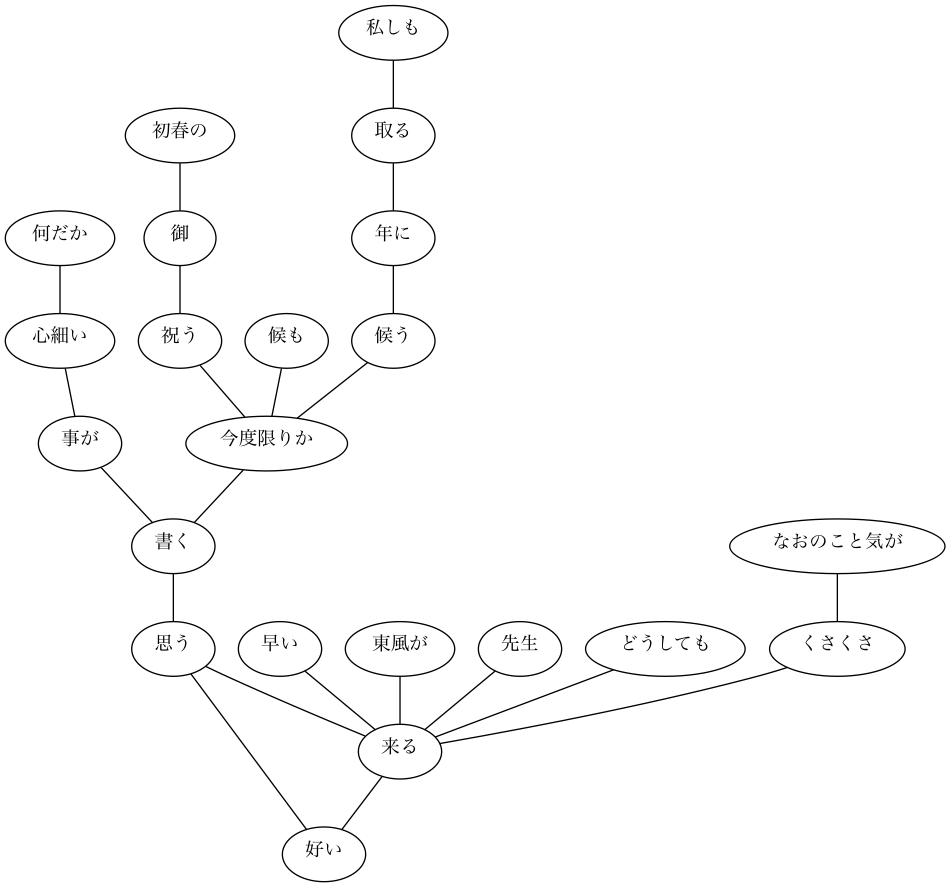 私しも
初春の
取る
何だか
御
年に
心細い
祝う
候も
候う
事が
今度限りか
書く
なおのこと気が
思う
早い
東風が
先生
どうしても
くさくさ
来る
好い